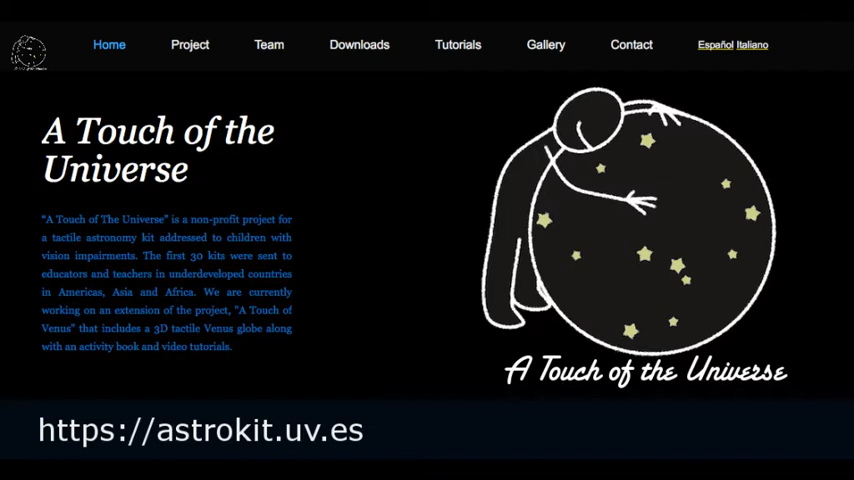 Home Project Team Downloads Tutorials Gallery Contact Español Italiano
A Touch of the
Universe
"A Touch of The Universe" is a non-profit project for
a tactile astronomy kit addressed to children with
vision impairments. The first 30 kits were sent to
educators and teachers in underdeveloped countries
in Americas, Asia and Africa. We are currently
working on an extension of the project, "A Touch of
Venus" that includes a 3D tactile Venus globe along
with an activity book and video tutorials.
A Touch of the Universe
https://astrokit.uv.es